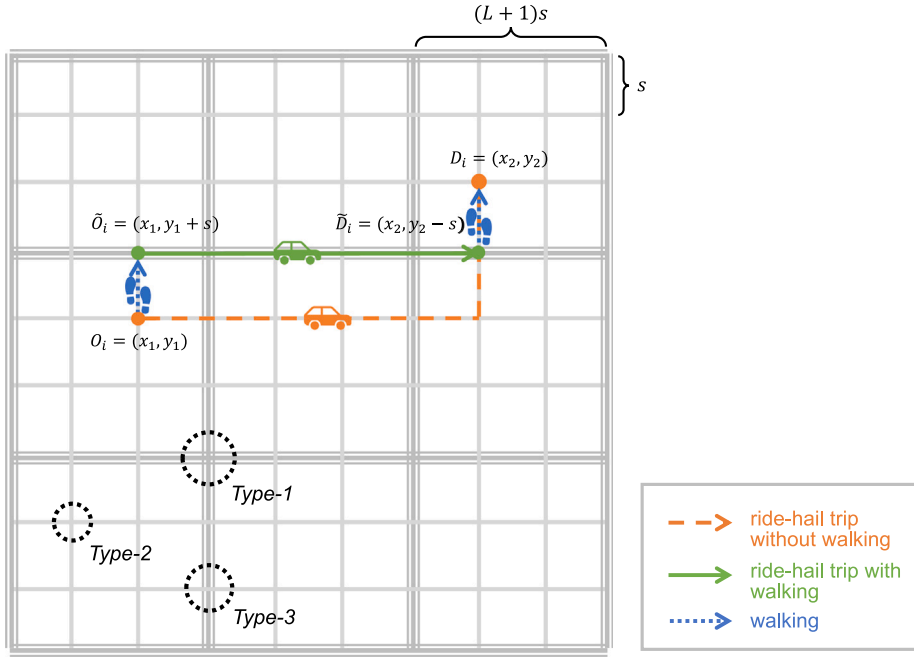 (L + 1)s
s
D_i = (x_2, y_2)
Õ_i = (x_1, y_1 + s)
D̃_i = (x_2, y_2 − s)
O_i = (x_1, y_1)
Type-1
Type-2
Type-3
ride-hail trip
without walking
ride-hail trip with
walking
walking